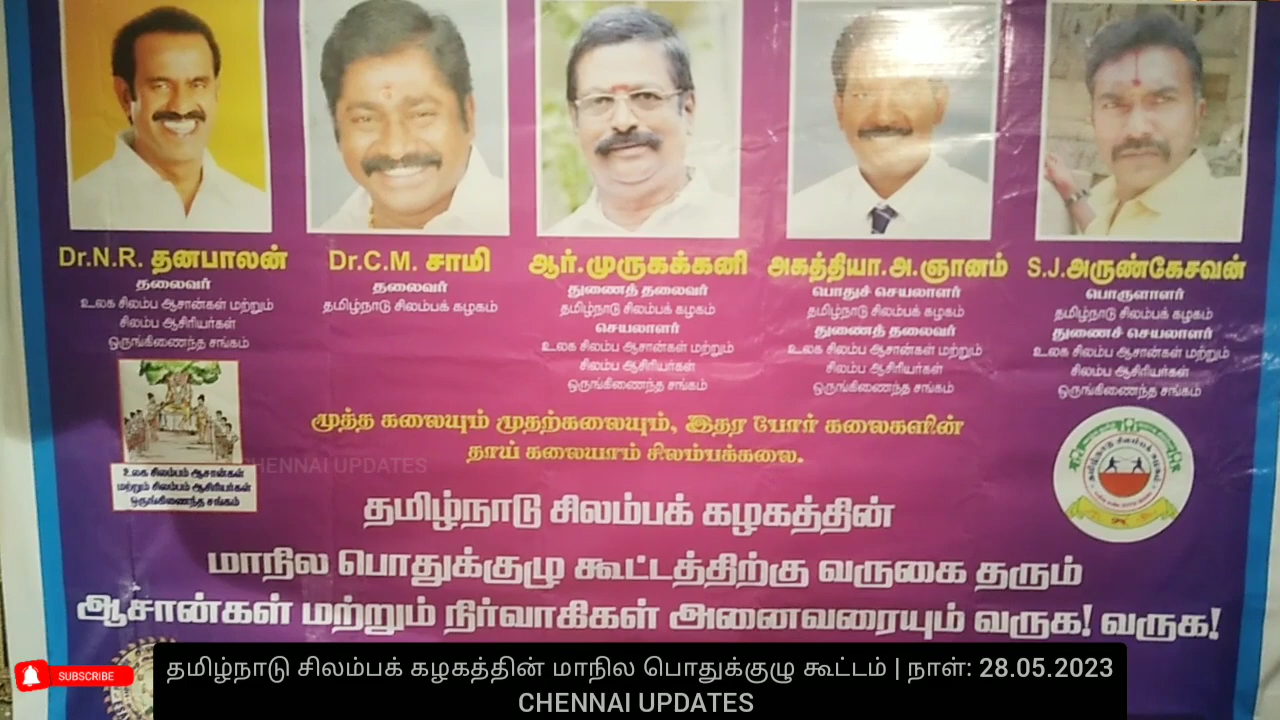 Dr.N.R. தனபாலன்
தலைவர்
உலக சிலம்ப ஆசான்கள் மற்றும்
சிலம்ப ஆசிரியர்கள்
ஒருங்கிணைந்த சங்கம்
Dr.C.M. சாமி
தலைவர்
தமிழ்நாடு சிலம்பக் கழகம்
ஆர்.முருகக்கனி
துணைத் தலைவர்
தமிழ்நாடு சிலம்பக் கழகம்
செயலாளர்
உலக சிலம்ப ஆசான்கள் மற்றும்
சிலம்ப ஆசிரியர்கள்
ஒருங்கிணைந்த சங்கம்
அகத்தியா.அ.ஞானம்
பொதுச் செயலாளர்
தமிழ்நாடு சிலம்பக் கழகம்
துணைத் தலைவர்
உலக சிலம்ப ஆசான்கள் மற்றும்
சிலம்ப ஆசிரியர்கள்
ஒருங்கிணைந்த சங்கம்
S.J.அருண்கேசவன்
பொருளாளர்
தமிழ்நாடு சிலம்பக் கழகம்
துணைச் செயலாளர்
உலக சிலம்ப ஆசான்கள் மற்றும்
சிலம்ப ஆசிரியர்கள்
ஒருங்கிணைந்த சங்கம்
உலக சிலம்பம் ஆசான்கள்
மற்றும் சிலம்பம் ஆசிரியர்கள்
ஒருங்கிணைந்த சங்கம்
மூத்த கலையும் முதற்கலையும், இதர போர் கலைகளின்
தாய் கலையாம் சிலம்பக்கலை.
CHENNAI UPDATES
தமிழ்நாடு சிலம்பக் கழகத்தின்
மாநில பொதுக்குழு கூட்டத்திற்கு வருகை தரும்
ஆசான்கள் மற்றும் நிர்வாகிகள் அனைவரையும் வருக! வருக!
SUBSCRIBE
தமிழ்நாடு சிலம்பக் கழகத்தின் மாநில பொதுக்குழு கூட்டம் | நாள்: 28.05.2023
CHENNAI UPDATES